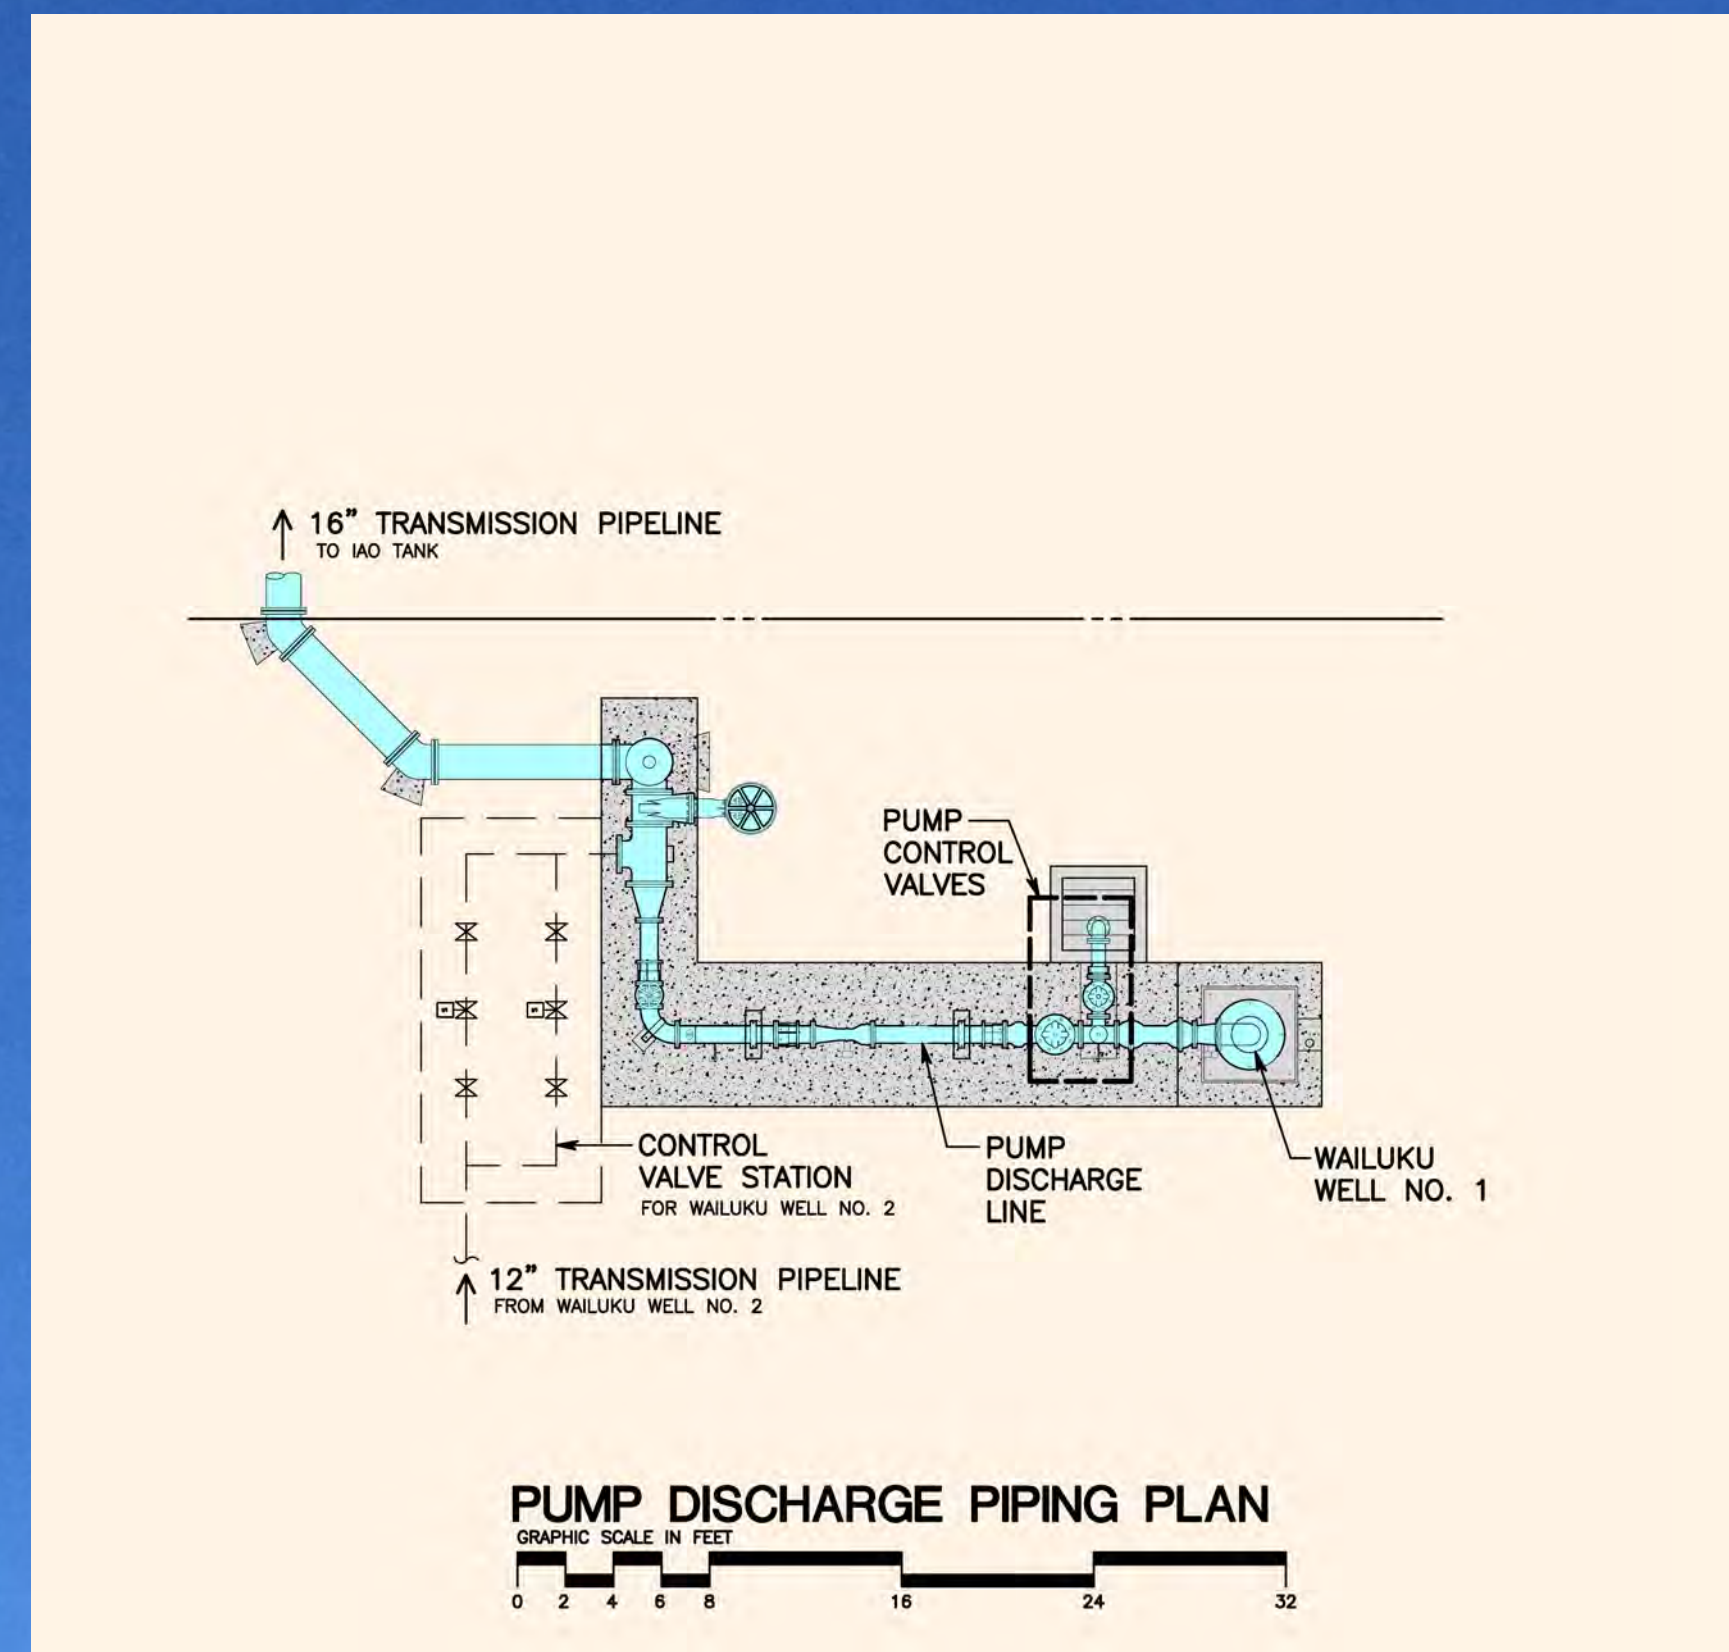 16” TRANSMISSION PIPELINE
TO IAO TANK
PUMP
CONTROL
VALVES
S
S
CONTROL
VALVE STATION
FOR WAILUKU WELL NO. 2
PUMP
DISCHARGE
LINE
WAILUKU
WELL NO. 1
12” TRANSMISSION PIPELINE
FROM WAILUKU WELL NO. 2
PUMP DISCHARGE PIPING PLAN
GRAPHIC SCALE IN FEET
0 2 4 6 8 16 24 32